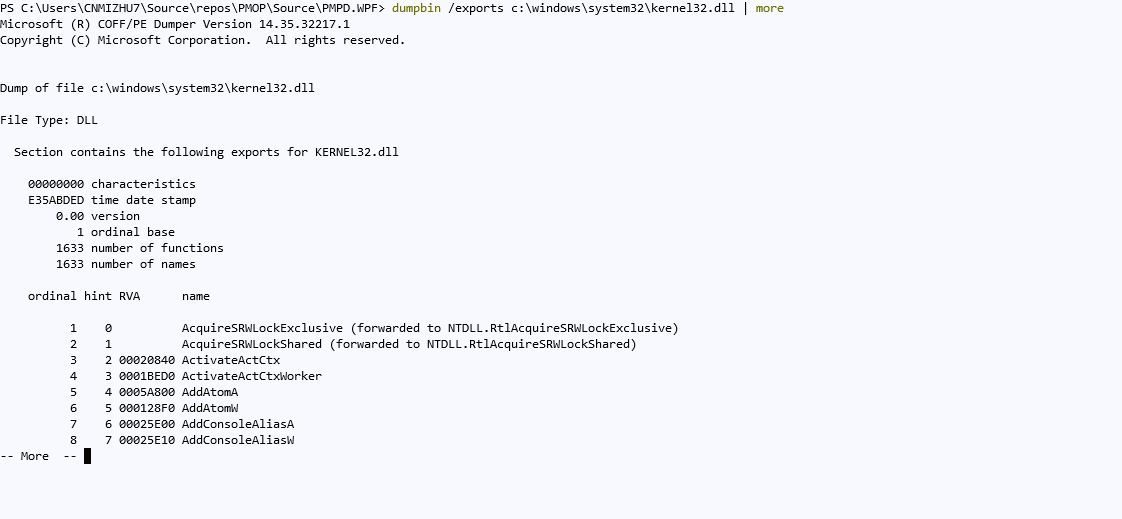 PS C:\Users\CNMIZHU7\Source\repos\PMOP\Source\PMPD.WPF> dumpbin /exports c:\windows\system32\kernel32.dll | more
Microsoft (R) COFF/PE Dumper Version 14.35.32217.1
Copyright (C) Microsoft Corporation.  All rights reserved.
Dump of file c:\windows\system32\kernel32.dll
File Type: DLL
Section contains the following exports for KERNEL32.dll
00000000 characteristics
E35ABDED time date stamp
0.00 version
1 ordinal base
1633 number of functions
1633 number of names
ordinal hint RVA      name
1    0          AcquireSRWLockExclusive (forwarded to NTDLL.RtlAcquireSRWLockExclusive)
2    1          AcquireSRWLockShared (forwarded to NTDLL.RtlAcquireSRWLockShared)
3    2 00020840 ActivateActCtx
4    3 0001BED0 ActivateActCtxWorker
5    4 0005A800 AddAtomA
6    5 000128F0 AddAtomW
7    6 00025E00 AddConsoleAliasA
8    7 00025E10 AddConsoleAliasW
-- More  --